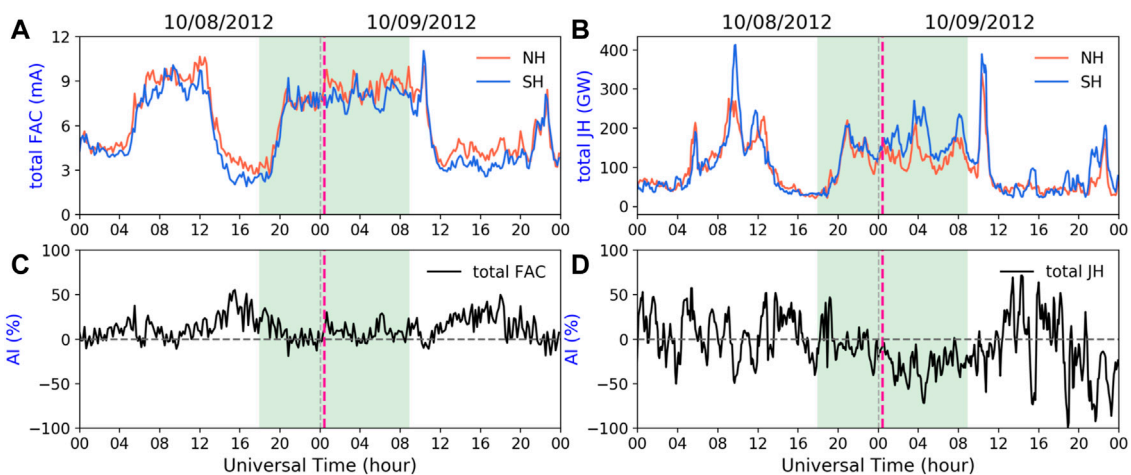 A
10/08/2012 10/09/2012
total FAC (mA)
12
9
6
3
0
NH
SH
00 04 08 12 16 20 00 04 08 12 16 20 00
B
10/08/2012 10/09/2012
total JH (GW)
400
300
200
100
0
NH
SH
00 04 08 12 16 20 00 04 08 12 16 20 00
C
AI (%)
100
50
0
−50
−100
total FAC
00 04 08 12 16 20 00 04 08 12 16 20 00
Universal Time (hour)
D
AI (%)
100
50
0
−50
−100
total JH
00 04 08 12 16 20 00 04 08 12 16 20 00
Universal Time (hour)